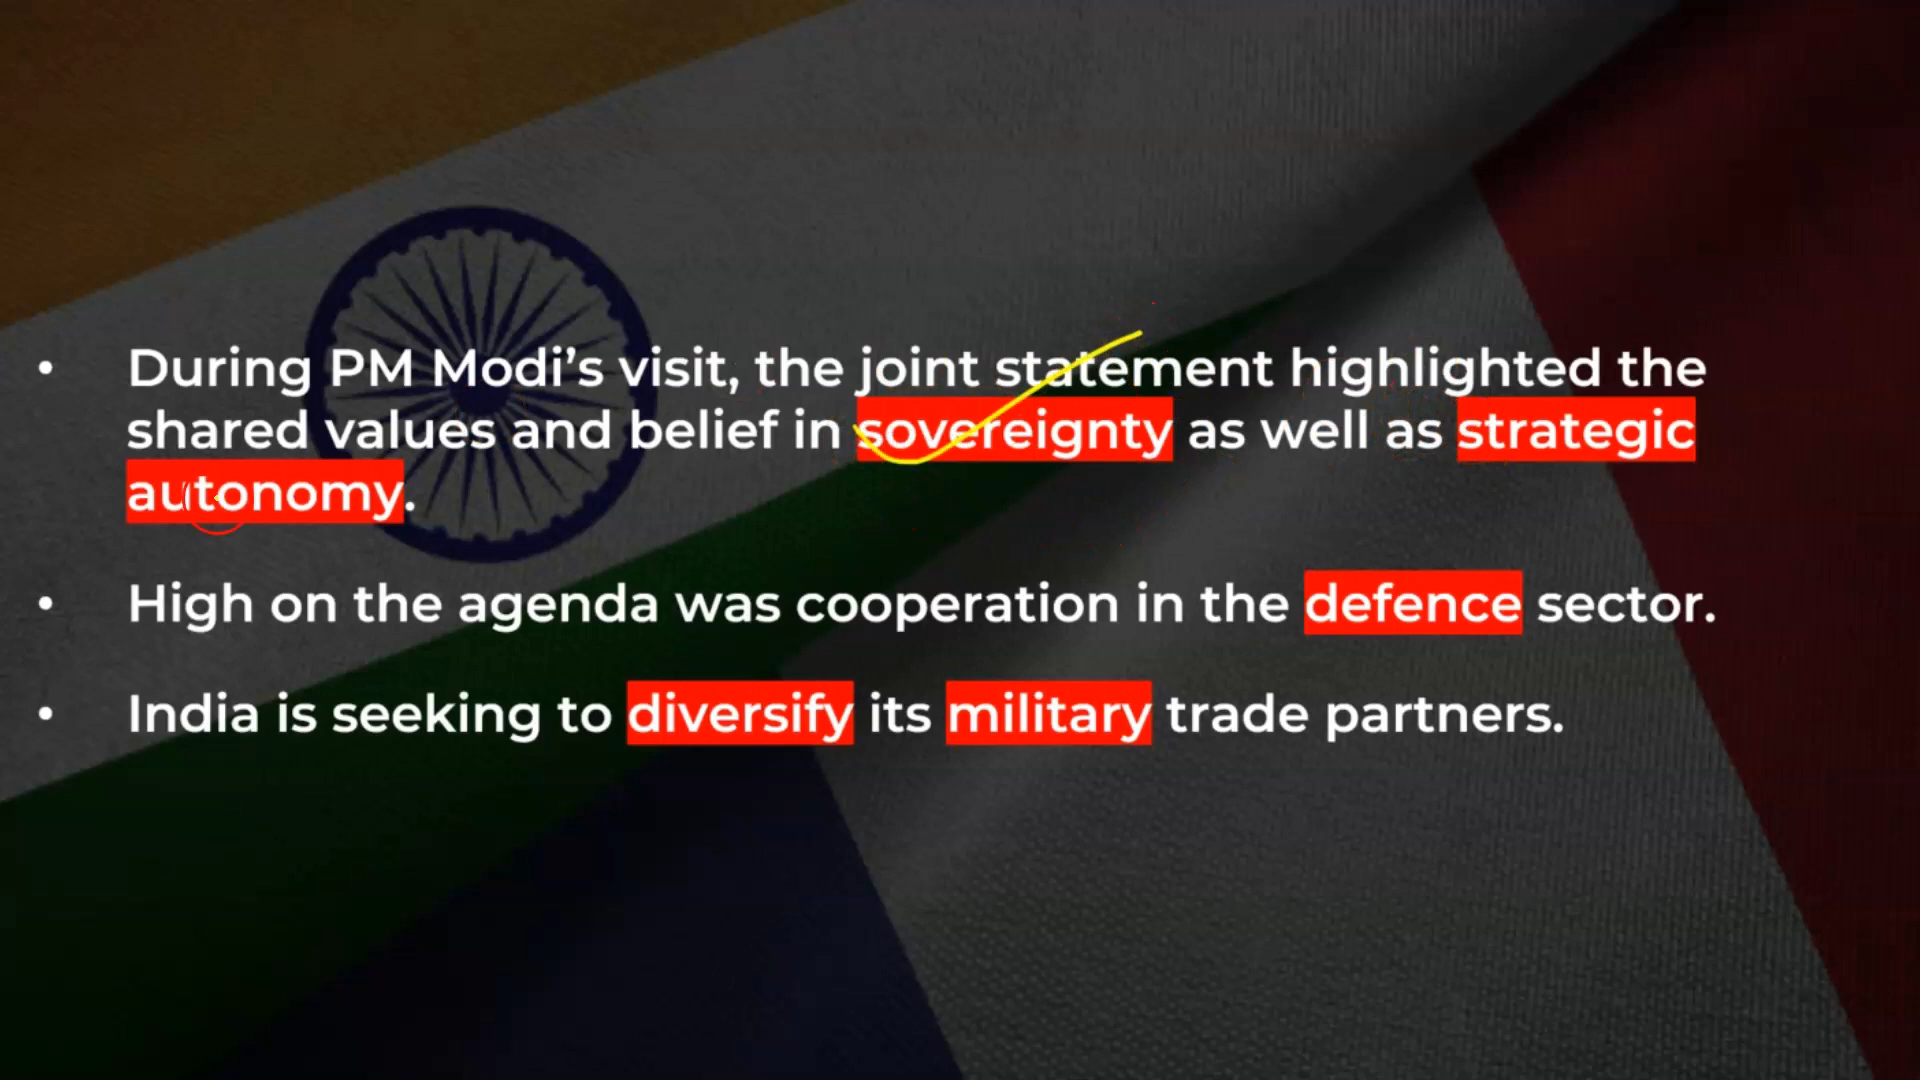 • During PM Modi’s visit, the joint statement highlighted the
shared values and belief in sovereignty as well as strategic
autonomy.
• High on the agenda was cooperation in the defence sector.
• India is seeking to diversify its military trade partners.